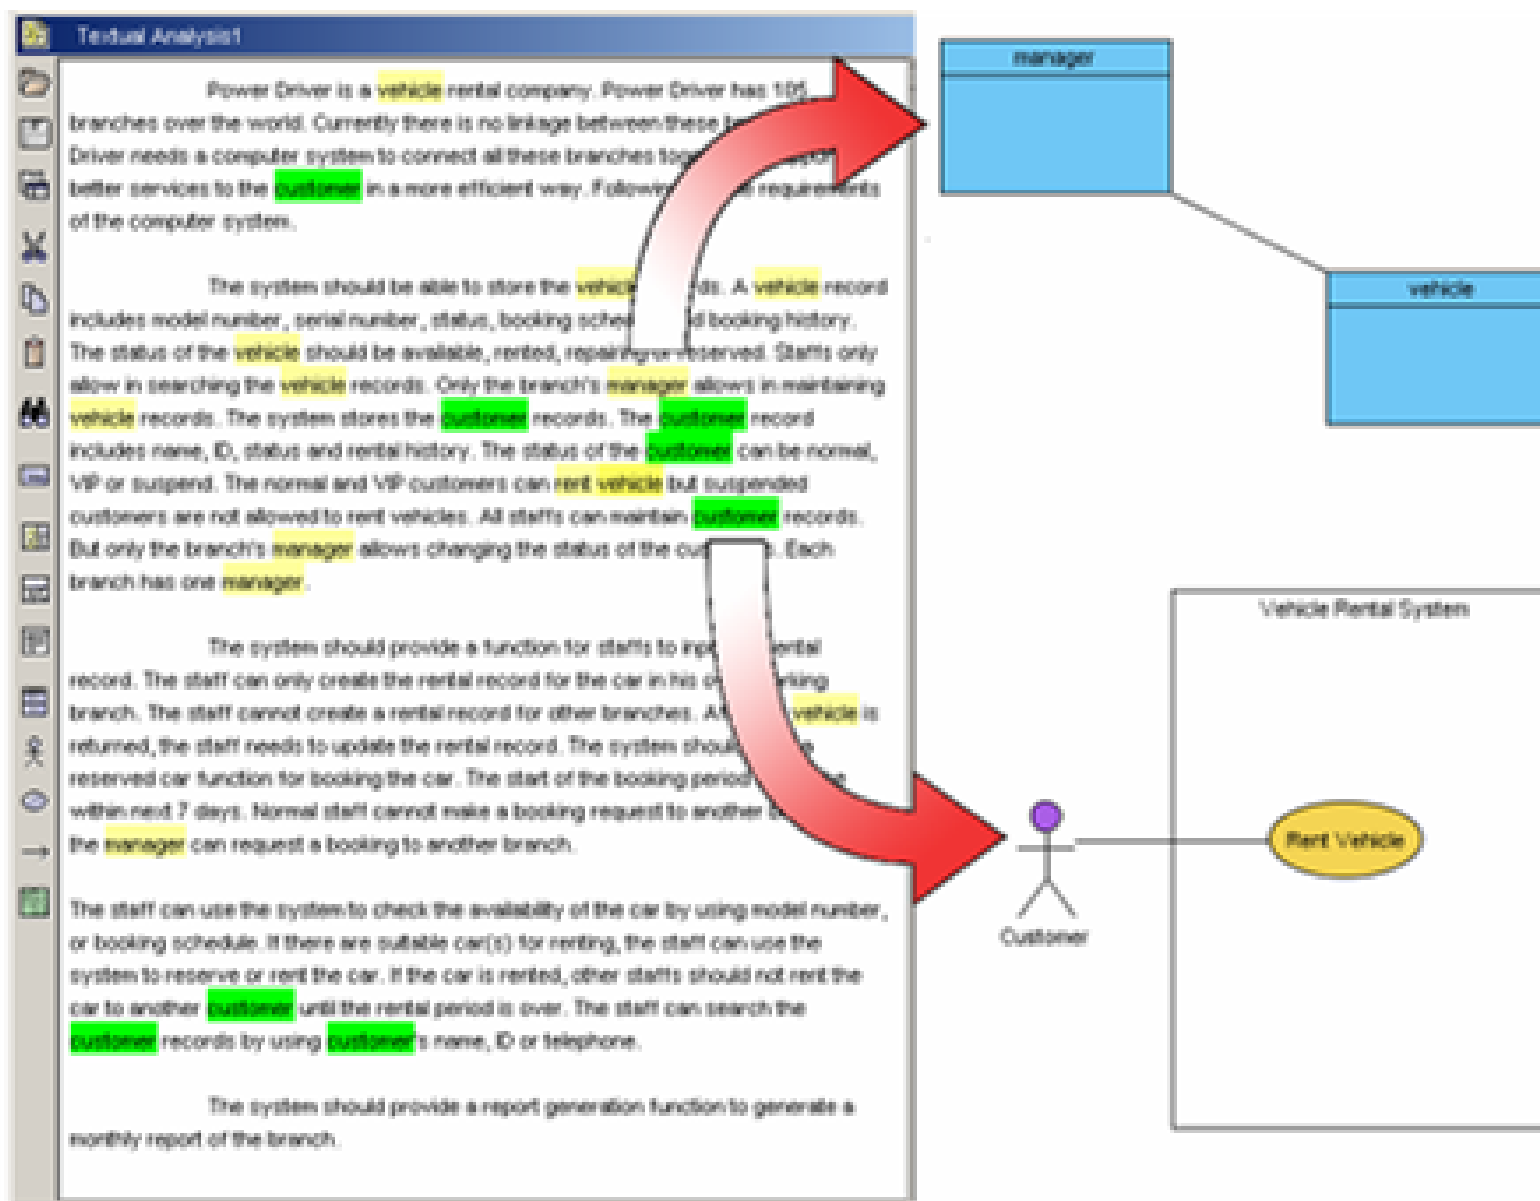 Textual Analysis1
Power Driver is a vehicle rental company. Power Driver has 105
branches over the world. Currently there is no linkage between these
Driver needs a computer system to connect all these branches
better services to the customer in a more efficient way. requirements
of the computer system.
The system should be able to store the A vehicle record
includes model number, serial number, status, booking booking history.
The status of the vehicle should be available, rented, repairing or reserved. Staffs only
allow in searching the vehicle records. Only the branch's manager allows in maintaining
vehicle records. The system stores the customer records. The customer record
includes name, ID, status and rental history. The status of the customer can be normal,
VIP or suspend. The normal and VIP customers can rent vehicle but suspended
customers are not allowed to rent vehicles. All staffs can maintain customer records.
But only the branch's manager allows changing the status of the Each
branch has one manager.
The system should provide a function for staffs to
record. The staff can only create the rental record for the car in his
branch. The staff cannot create a rental record for other branches. vehicle is
returned, the staff needs to update the rental record. The system
reserved car function for booking the car. The start of the booking period
within next 7 days. Normal staff cannot make a booking request to another
the manager can request a booking to another branch.
The staff can use the system to check the availability of the car by using model number,
or booking schedule. If there are suitable car(s) for renting, the staff can use the
system to reserve or rent the car. If the car is rented, other staffs should not rent the
car to another customer until the rental period is over. The staff can search the
customer records by using customer's name, ID or telephone.
The system should provide a report generation function to generate a
monthly report of the branch.
manager
vehicle
Vehicle Rental System
Rent Vehicle
Customer